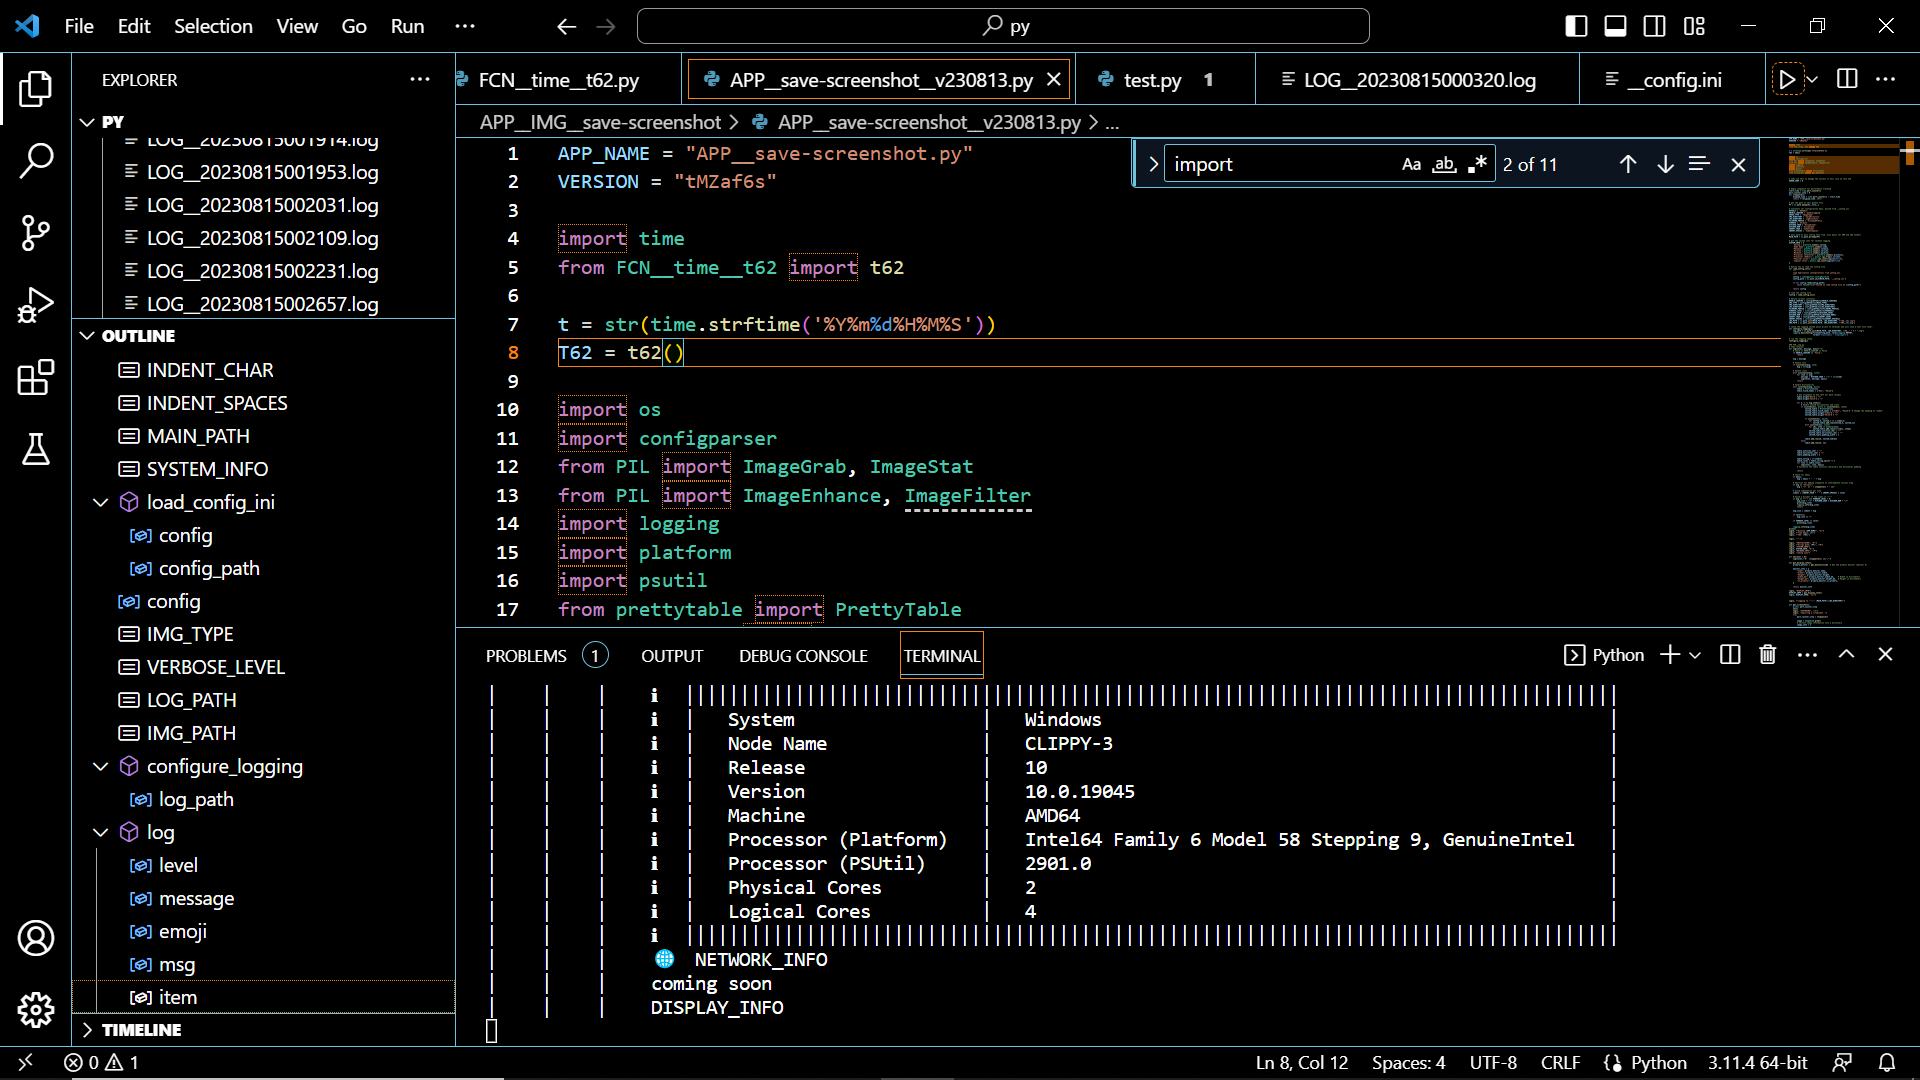 File Edit Selection View Go Run ...
py
EXPLORER
FCN__time__t62.py
APP__save-screenshot__v230813.py
test.py 1
LOG__20230815000320.log
__config.ini
PY
APP__IMG__save-screenshot > APP__save-screenshot__v230813.py > ...
LOG__20230815001914.log
LOG__20230815001953.log
LOG__20230815002031.log
LOG__20230815002109.log
LOG__20230815002231.log
LOG__20230815002657.log
OUTLINE
INDENT_CHAR
INDENT_SPACES
MAIN_PATH
SYSTEM_INFO
load_config_ini
config
config_path
config
IMG_TYPE
VERBOSE_LEVEL
LOG_PATH
IMG_PATH
configure_logging
log_path
log
level
message
emoji
msg
item
TIMELINE
import Aa ab .* 2 of 11
1 APP_NAME = "APP__save-screenshot.py"
2 VERSION = "tMZaf6s"
3
4 import time
5 from FCN__time__t62 import t62
6
7 t = str(time.strftime('%Y%m%d%H%M%S'))
8 T62 = t62()
9
10 import os
11 import configparser
12 from PIL import ImageGrab, ImageStat
13 from PIL import ImageEnhance, ImageFilter
14 import logging
15 import platform
16 import psutil
17 from prettytable import PrettyTable
PROBLEMS 1 OUTPUT DEBUG CONSOLE TERMINAL
Python
System | Windows
Node Name | CLIPPY-3
Release | 10
Version | 10.0.19045
Machine | AMD64
Processor (Platform) | Intel64 Family 6 Model 58 Stepping 9, GenuineIntel
Processor (PSUtil) | 2901.0
Physical Cores | 2
Logical Cores | 4
NETWORK_INFO
coming soon
DISPLAY_INFO
0 1
Ln 8, Col 12 Spaces: 4 UTF-8 CRLF Python 3.11.4 64-bit